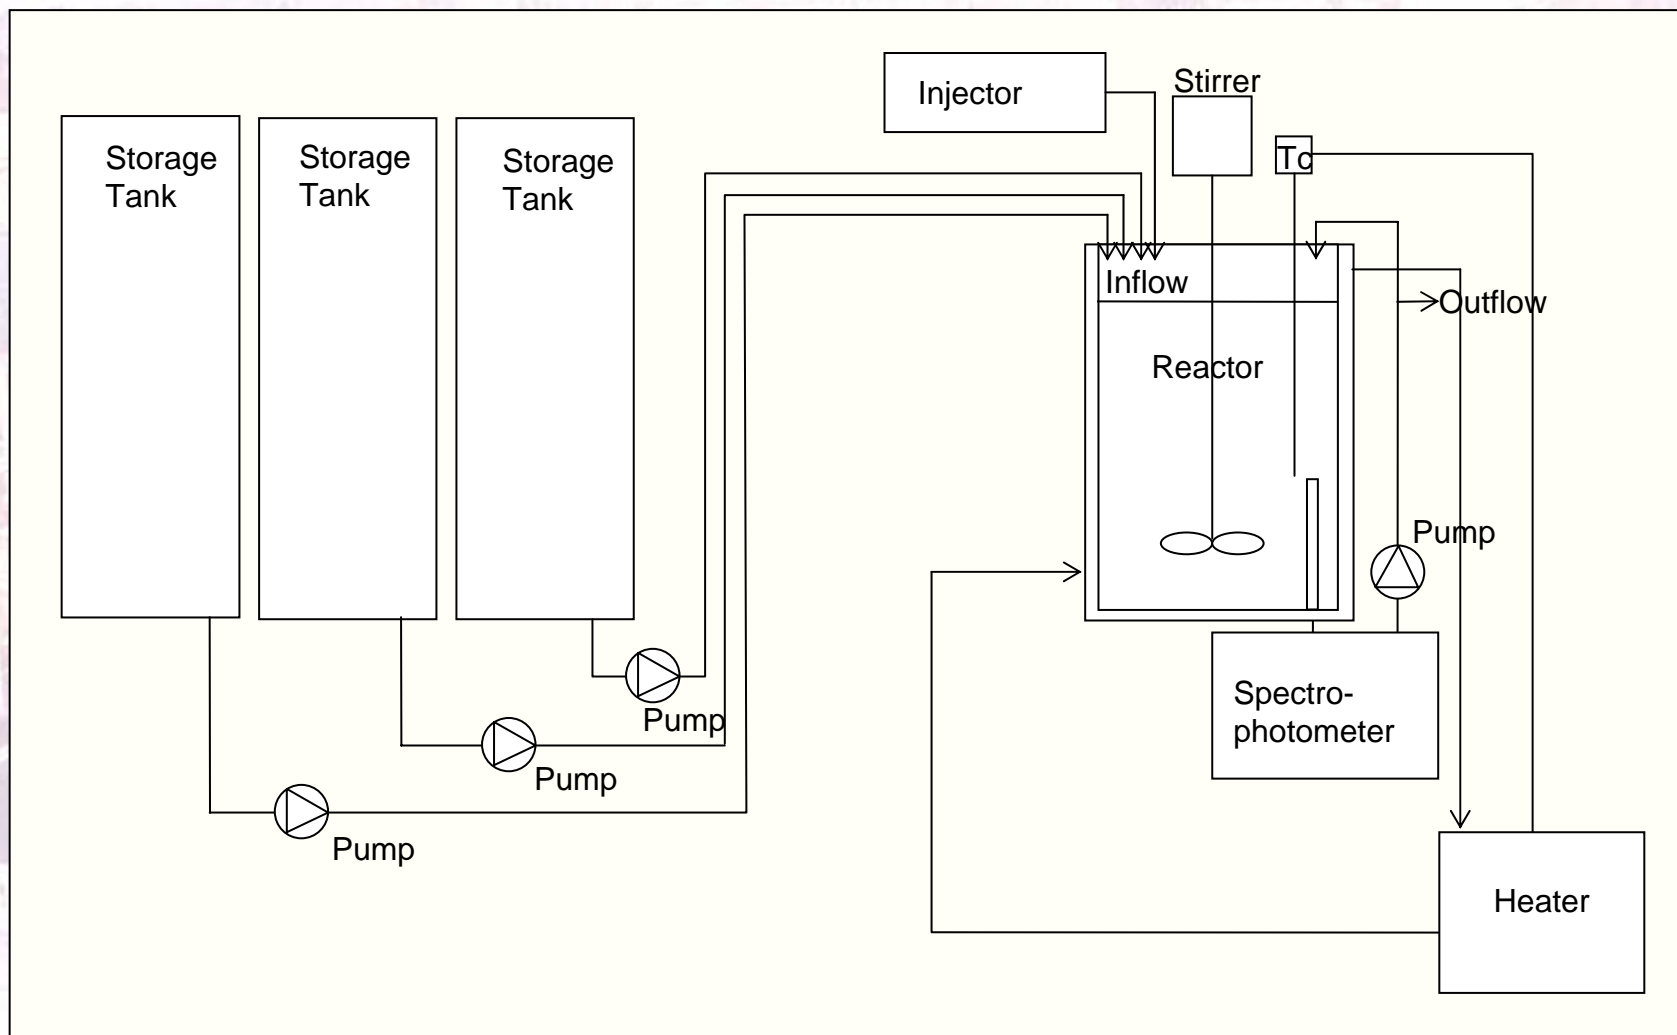 Injector
Stirrer
Tc
Storage
Tank
Storage
Tank
Storage
Tank
Inflow
Outflow
Reactor
Pump
Spectro-
photometer
Pump
Pump
Pump
Heater